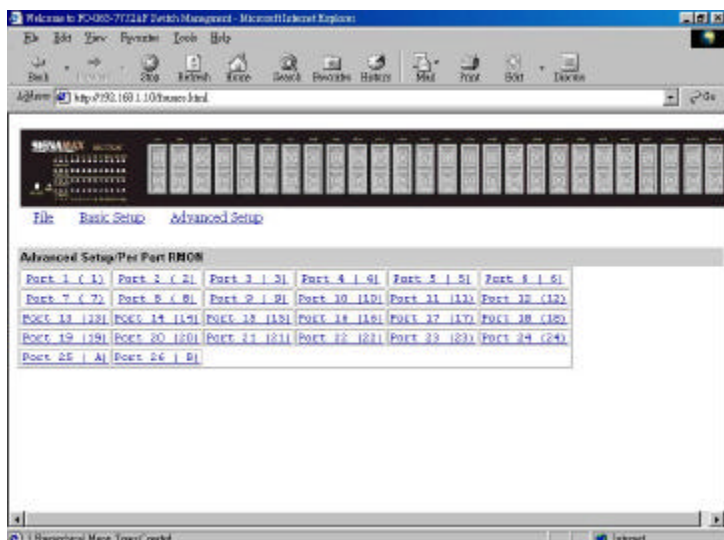 Welcome to Switch Managment - Microsoft Internet Explorer
File Edit View Favorites Tools Help
Back Stop Refresh Home Search Favorites History Mail Print Edit Discuss
Address Go
SIGNAMAX
File Basic Setup Advanced Setup
Advanced Setup/Per Port RMON
Port 1 ( 1) Port 2 ( 2) Port 3 ( 3) Port 4 ( 4) Port 5 ( 5) Port 6 ( 6)
Port 7 ( 7) Port 8 ( 8) Port 9 ( 9) Port 10 (10) Port 11 (11) Port 12 (12)
Port 13 (13) Port 14 (14) Port 15 (15) Port 16 (16) Port 17 (17) Port 18 (18)
Port 19 (19) Port 20 (20) Port 21 (21) Port 22 (22) Port 23 (23) Port 24 (24)
Port 25 ( A) Port 26 ( B)
Internet